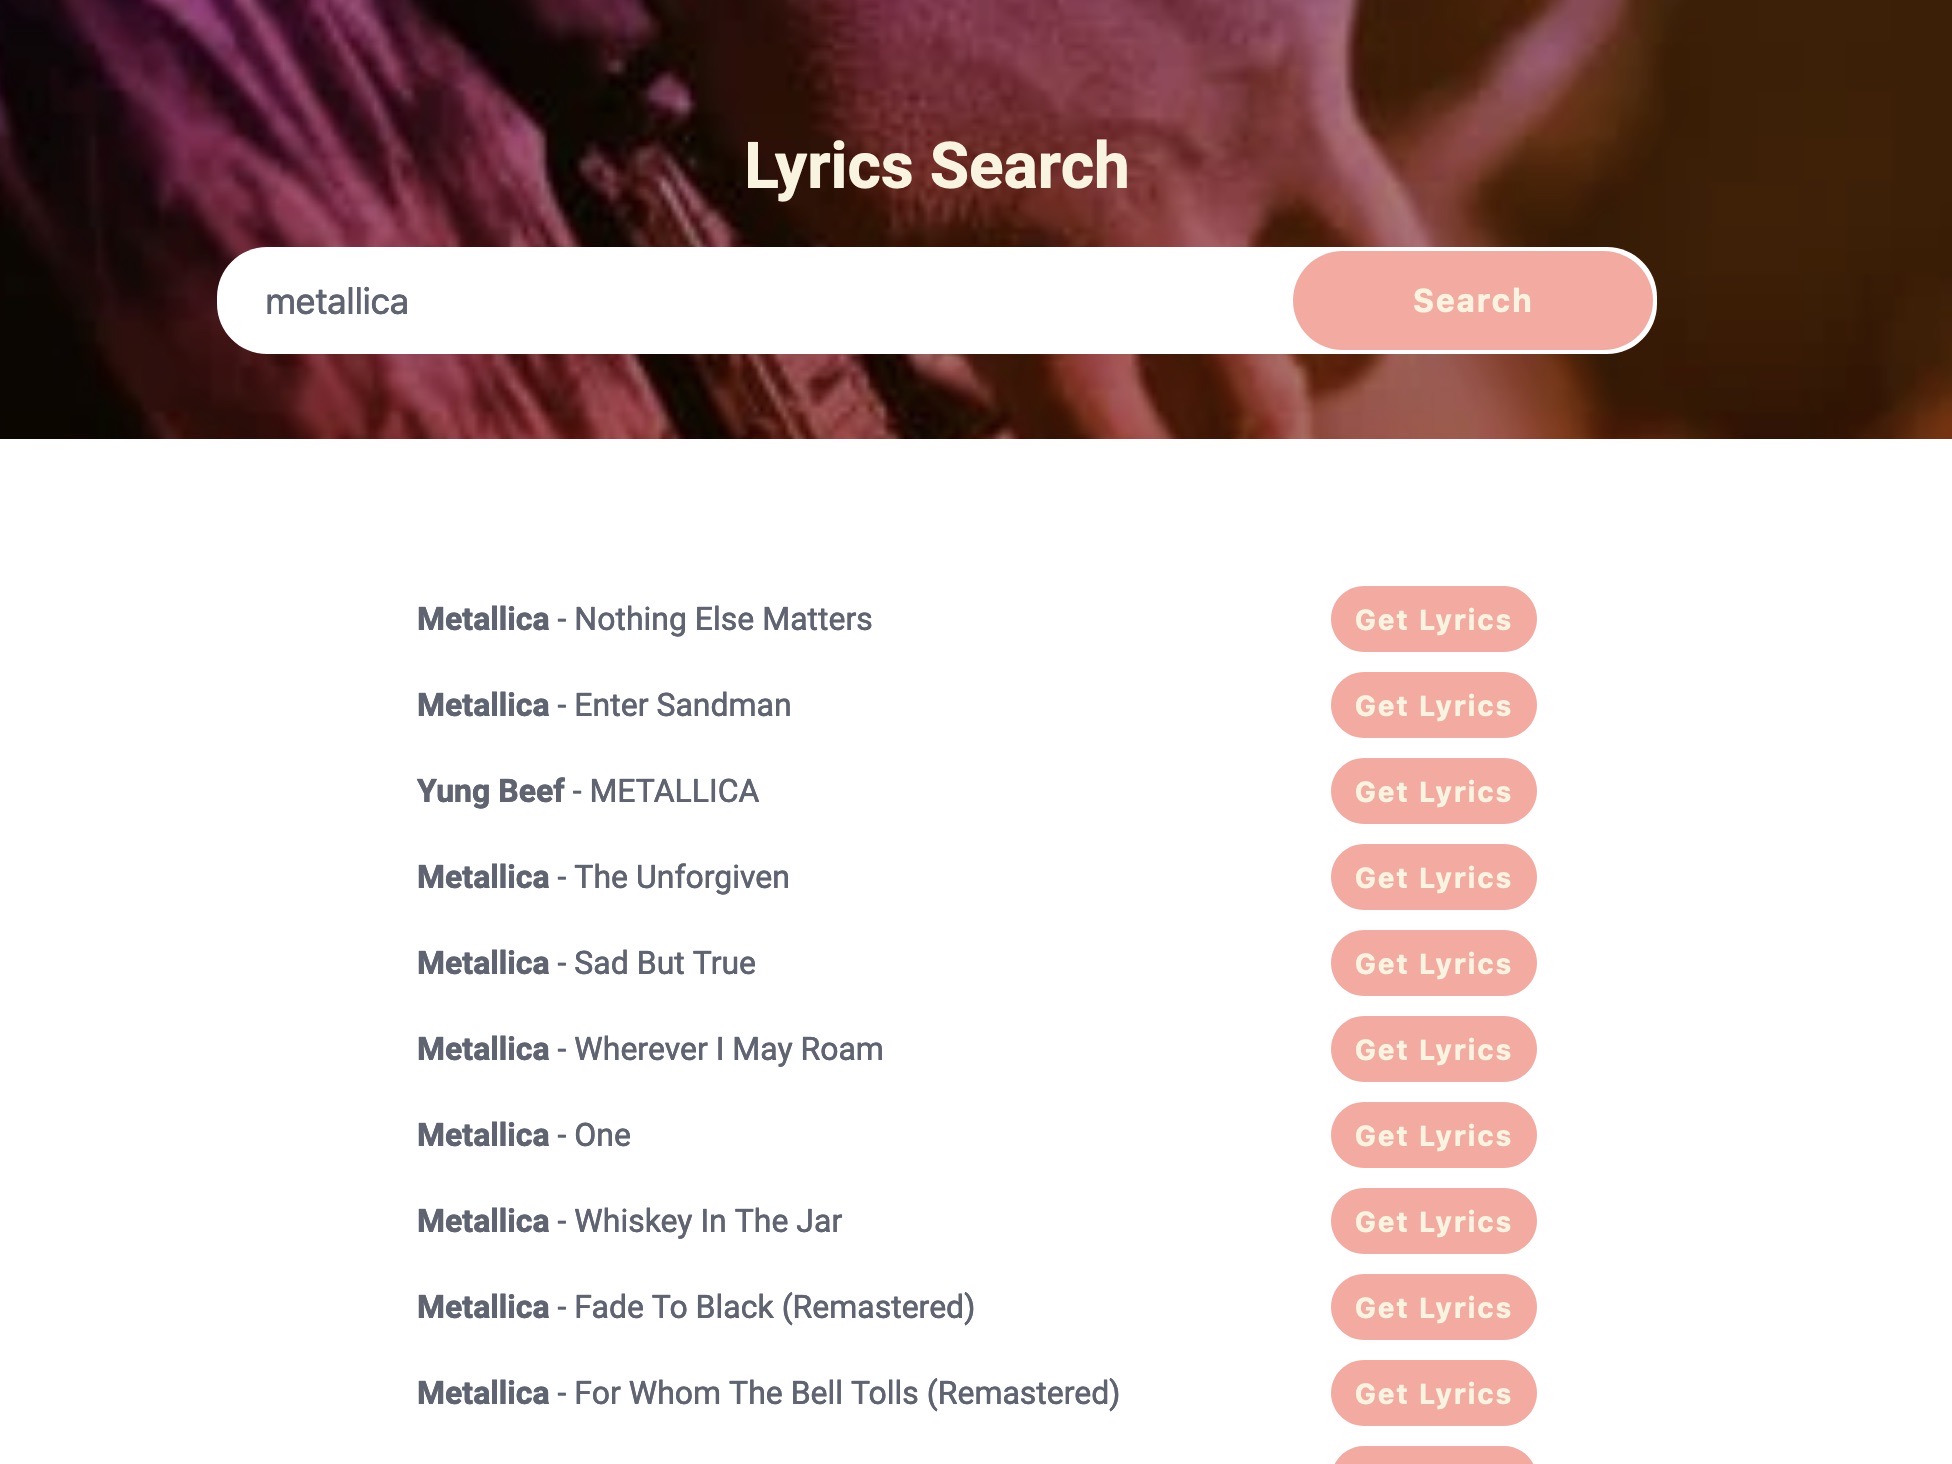 Lyrics Search
metallica
Search
Metallica - Nothing Else Matters
Get Lyrics
Metallica - Enter Sandman
Get Lyrics
Yung Beef - METALLICA
Get Lyrics
Metallica - The Unforgiven
Get Lyrics
Metallica - Sad But True
Get Lyrics
Metallica - Wherever I May Roam
Get Lyrics
Metallica - One
Get Lyrics
Metallica - Whiskey In The Jar
Get Lyrics
Metallica - Fade To Black (Remastered)
Get Lyrics
Metallica - For Whom The Bell Tolls (Remastered)
Get Lyrics